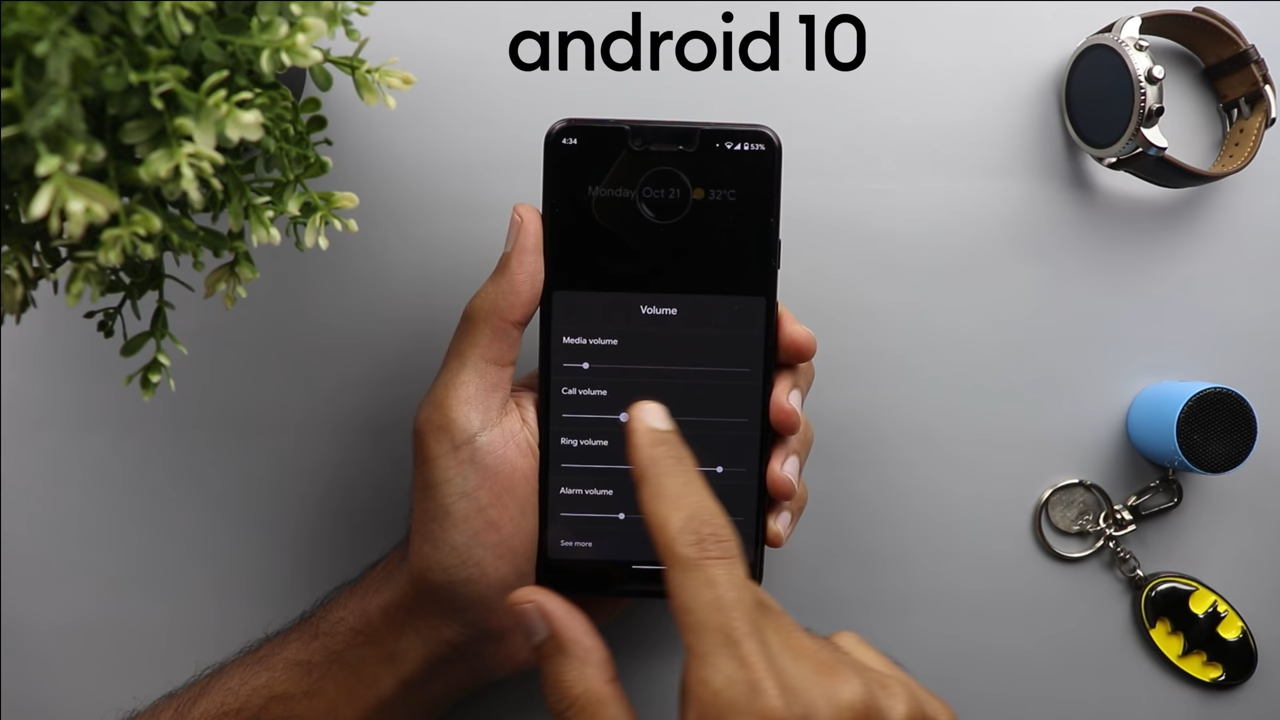 android 10
4:34
53%
Monday, Oct 21
32°C
Volume
Media volume
Call volume
Ring volume
Alarm volume
See more